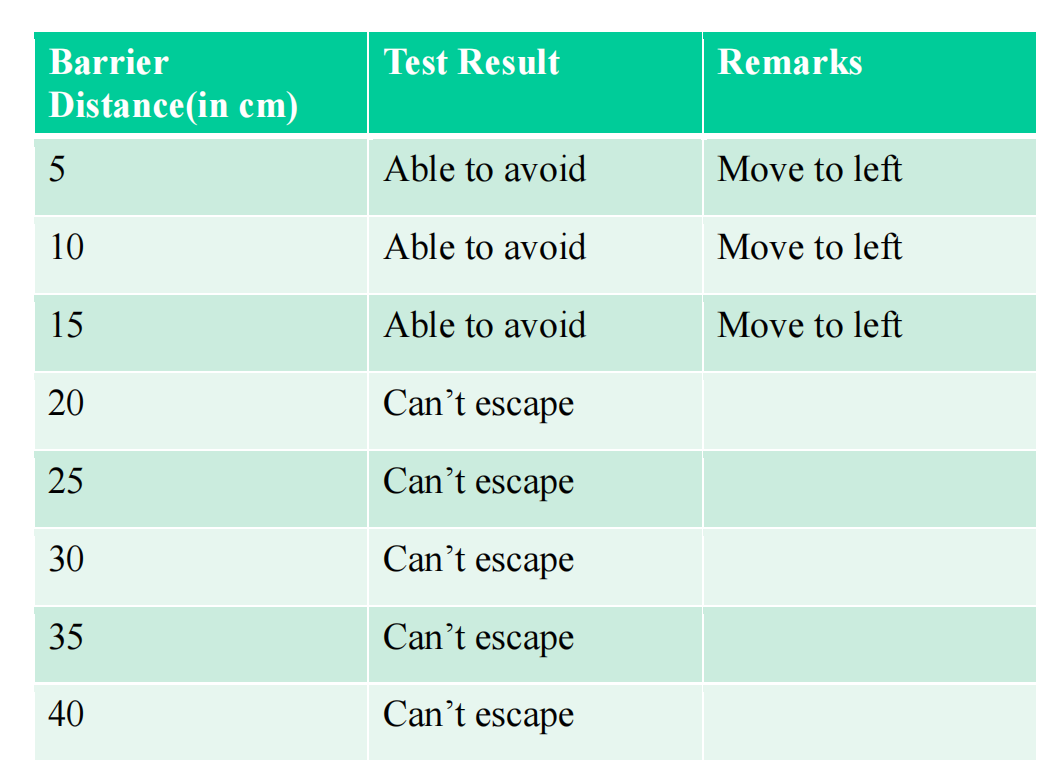 Barrier Distance(in cm) Test Result Remarks
5 Able to avoid Move to left
10 Able to avoid Move to left
15 Able to avoid Move to left
20 Can’t escape
25 Can’t escape
30 Can’t escape
35 Can’t escape
40 Can’t escape